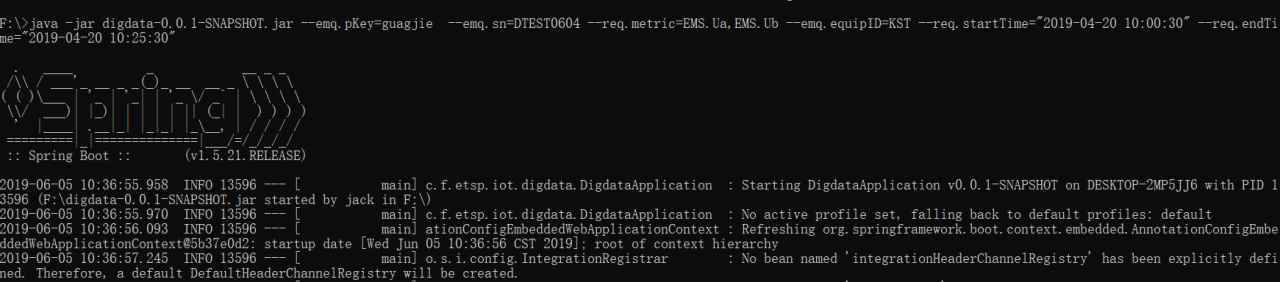 F:\>java -jar digdata-0.0.1-SNAPSHOT.jar --emq.pKey=guagjie  --emq.sn=DTEST0604 --req.metric=EMS.Ua,EMS.Ub --emq.equipID=KST --req.startTime="2019-04-20 10:00:30" --req.endTi
me="2019-04-20 10:25:30"
  .   ____          _            __ _ _
 /\\ / ___'_ __ _ _(_)_ __  __ _ \ \ \ \
( ( )\___ | '_ | '_| | '_ \/ _` | \ \ \ \
 \\/  ___)| |_)| | | | | || (_| |  ) ) ) )
  '  |____| .__|_| |_|_| |_\__, | / / / /
 =========|_|==============|___/=/_/_/_/
 :: Spring Boot ::       (v1.5.21.RELEASE)
2019-06-05 10:36:55.958  INFO 13596 --- [           main] c.f.etsp.iot.digdata.DigdataApplication  : Starting DigdataApplication v0.0.1-SNAPSHOT on DESKTOP-2MP5JJ6 with PID 1
3596 (F:\digdata-0.0.1-SNAPSHOT.jar started by jack in F:\)
2019-06-05 10:36:55.970  INFO 13596 --- [           main] c.f.etsp.iot.digdata.DigdataApplication  : No active profile set, falling back to default profiles: default
2019-06-05 10:36:56.093  INFO 13596 --- [           main] ationConfigEmbeddedWebApplicationContext : Refreshing org.springframework.boot.context.embedded.AnnotationConfigEmbe
ddedWebApplicationContext@5b37e0d2: startup date [Wed Jun 05 10:36:56 CST 2019]; root of context hierarchy
2019-06-05 10:36:57.245  INFO 13596 --- [           main] o.s.i.config.IntegrationRegistrar        : No bean named 'integrationHeaderChannelRegistry' has been explicitly defi
ned. Therefore, a default DefaultHeaderChannelRegistry will be created.